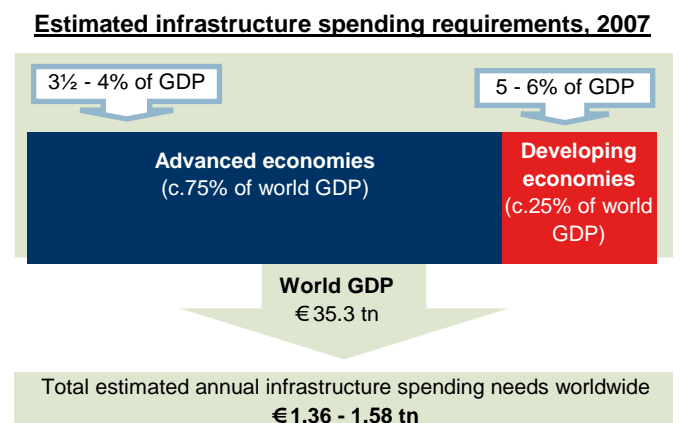 Estimated infrastructure spending requirements, 2007
3½ - 4% of GDP
5 - 6% of GDP
Advanced economies
(c.75% of world GDP)
Developing
economies
(c.25% of world
GDP)
World GDP
€35.3 tn
Total estimated annual infrastructure spending needs worldwide
€1.36 - 1.58 tn